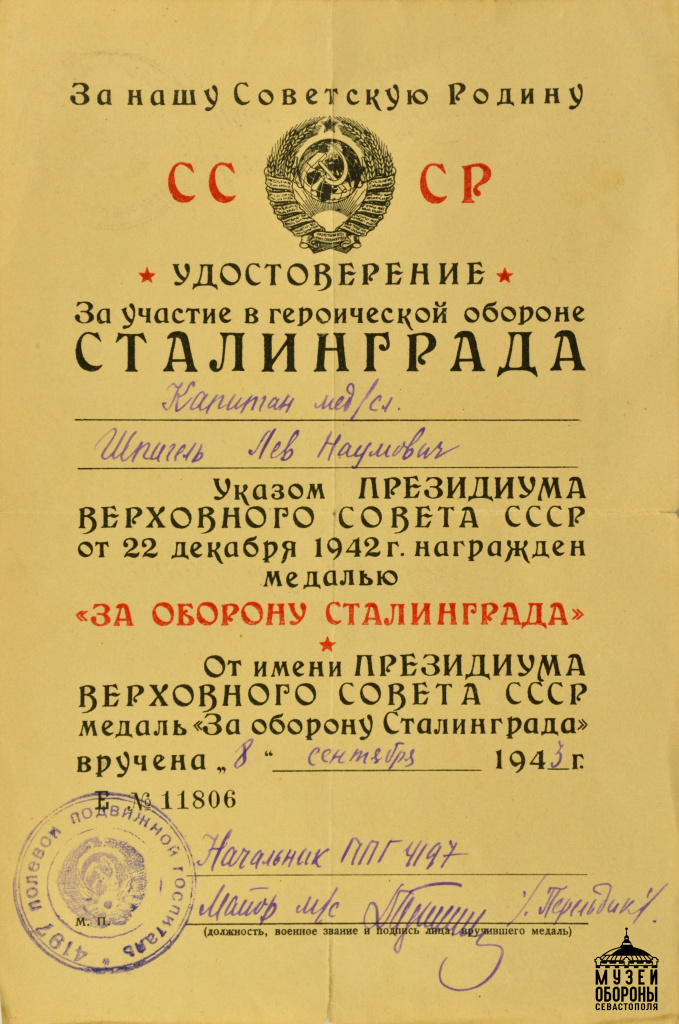 За нашу Советскую Родину
СС СР
УДОСТОВЕРЕНИЕ
За участие в героической обороне
СТАЛИНГРАДА
Капитан мед/сл.
Шпигель Лев Наумович
Указом ПРЕЗИДИУМА
ВЕРХОВНОГО СОВЕТА СССР
от 22 декабря 1942 г. награжден
медалью
«ЗА ОБОРОНУ СТАЛИНГРАДА»
От имени ПРЕЗИДИУМА
ВЕРХОВНОГО СОВЕТА СССР
медаль «За оборону Сталинграда»
вручена „8“ сентября 1943 г.
Е № 11806
4197 полевой подвижной госпиталь
Начальник ППГ 4197
Майор м/с
М. П.
(должность, военное звание и подпись лица, вручившего медаль)
МУЗЕЙ
ОБОРОНЫ
СЕВАСТОПОЛЯ